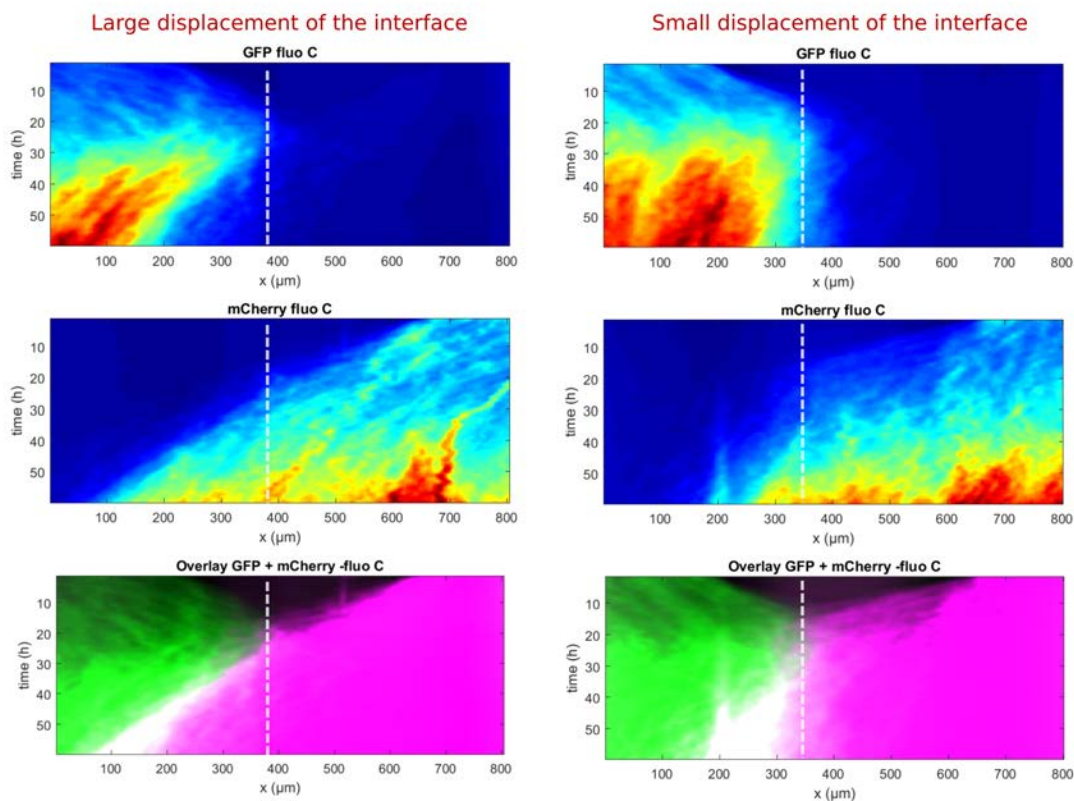 Large displacement of the interface
Small displacement of the interface
GFP fluo C
10
20
30
40
50
time (h)
100 200 300 400 500 600 700 800
x (µm)
GFP fluo C
10
20
30
40
50
time (h)
100 200 300 400 500 600 700 800
x (µm)
mCherry fluo C
10
20
30
40
50
time (h)
100 200 300 400 500 600 700 800
x (µm)
mCherry fluo C
10
20
30
40
50
time (h)
100 200 300 400 500 600 700 800
x (µm)
Overlay GFP + mCherry -fluo C
10
20
30
40
50
time (h)
100 200 300 400 500 600 700 800
x (µm)
Overlay GFP + mCherry -fluo C
10
20
30
40
50
time (h)
100 200 300 400 500 600 700 800
x (µm)